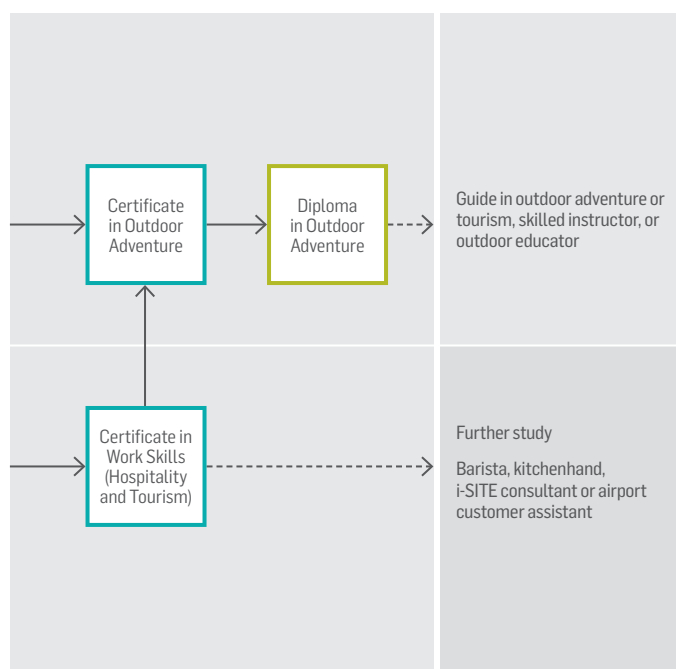 Certificate
in Outdoor
Adventure
Diploma
in Outdoor
Adventure
Guide in outdoor adventure or
tourism, skilled instructor, or
outdoor educator
Certificate in
Work Skills
(Hospitality
and Tourism)
Further study
Barista, kitchenhand,
i-SITE consultant or airport
customer assistant